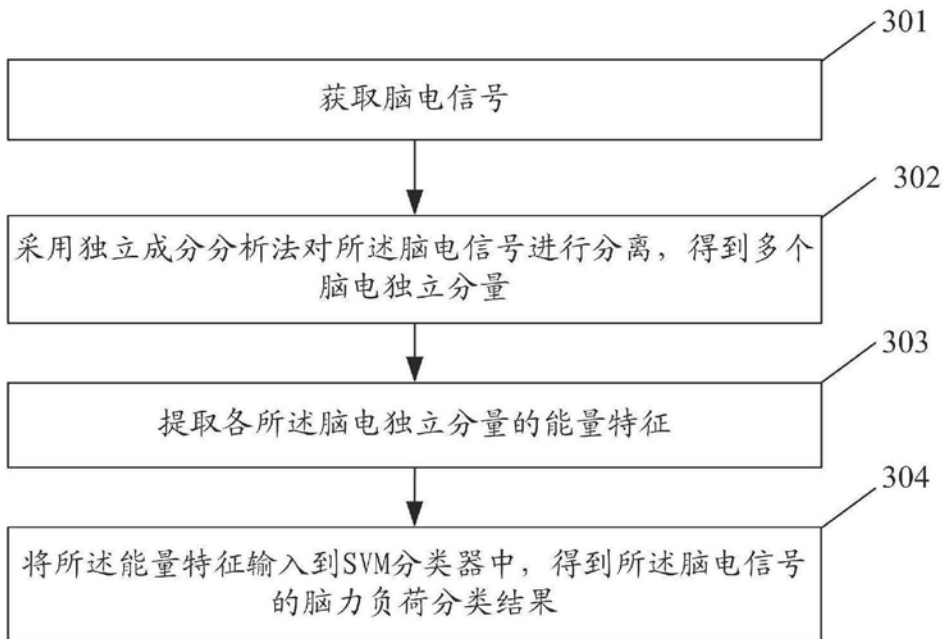 301
获取脑电信号
302
采用独立成分分析法对所述脑电信号进行分离，得到多个
脑电独立分量
303
提取各所述脑电独立分量的能量特征
304
将所述能量特征输入到SVM分类器中，得到所述脑电信号
的脑力负荷分类结果